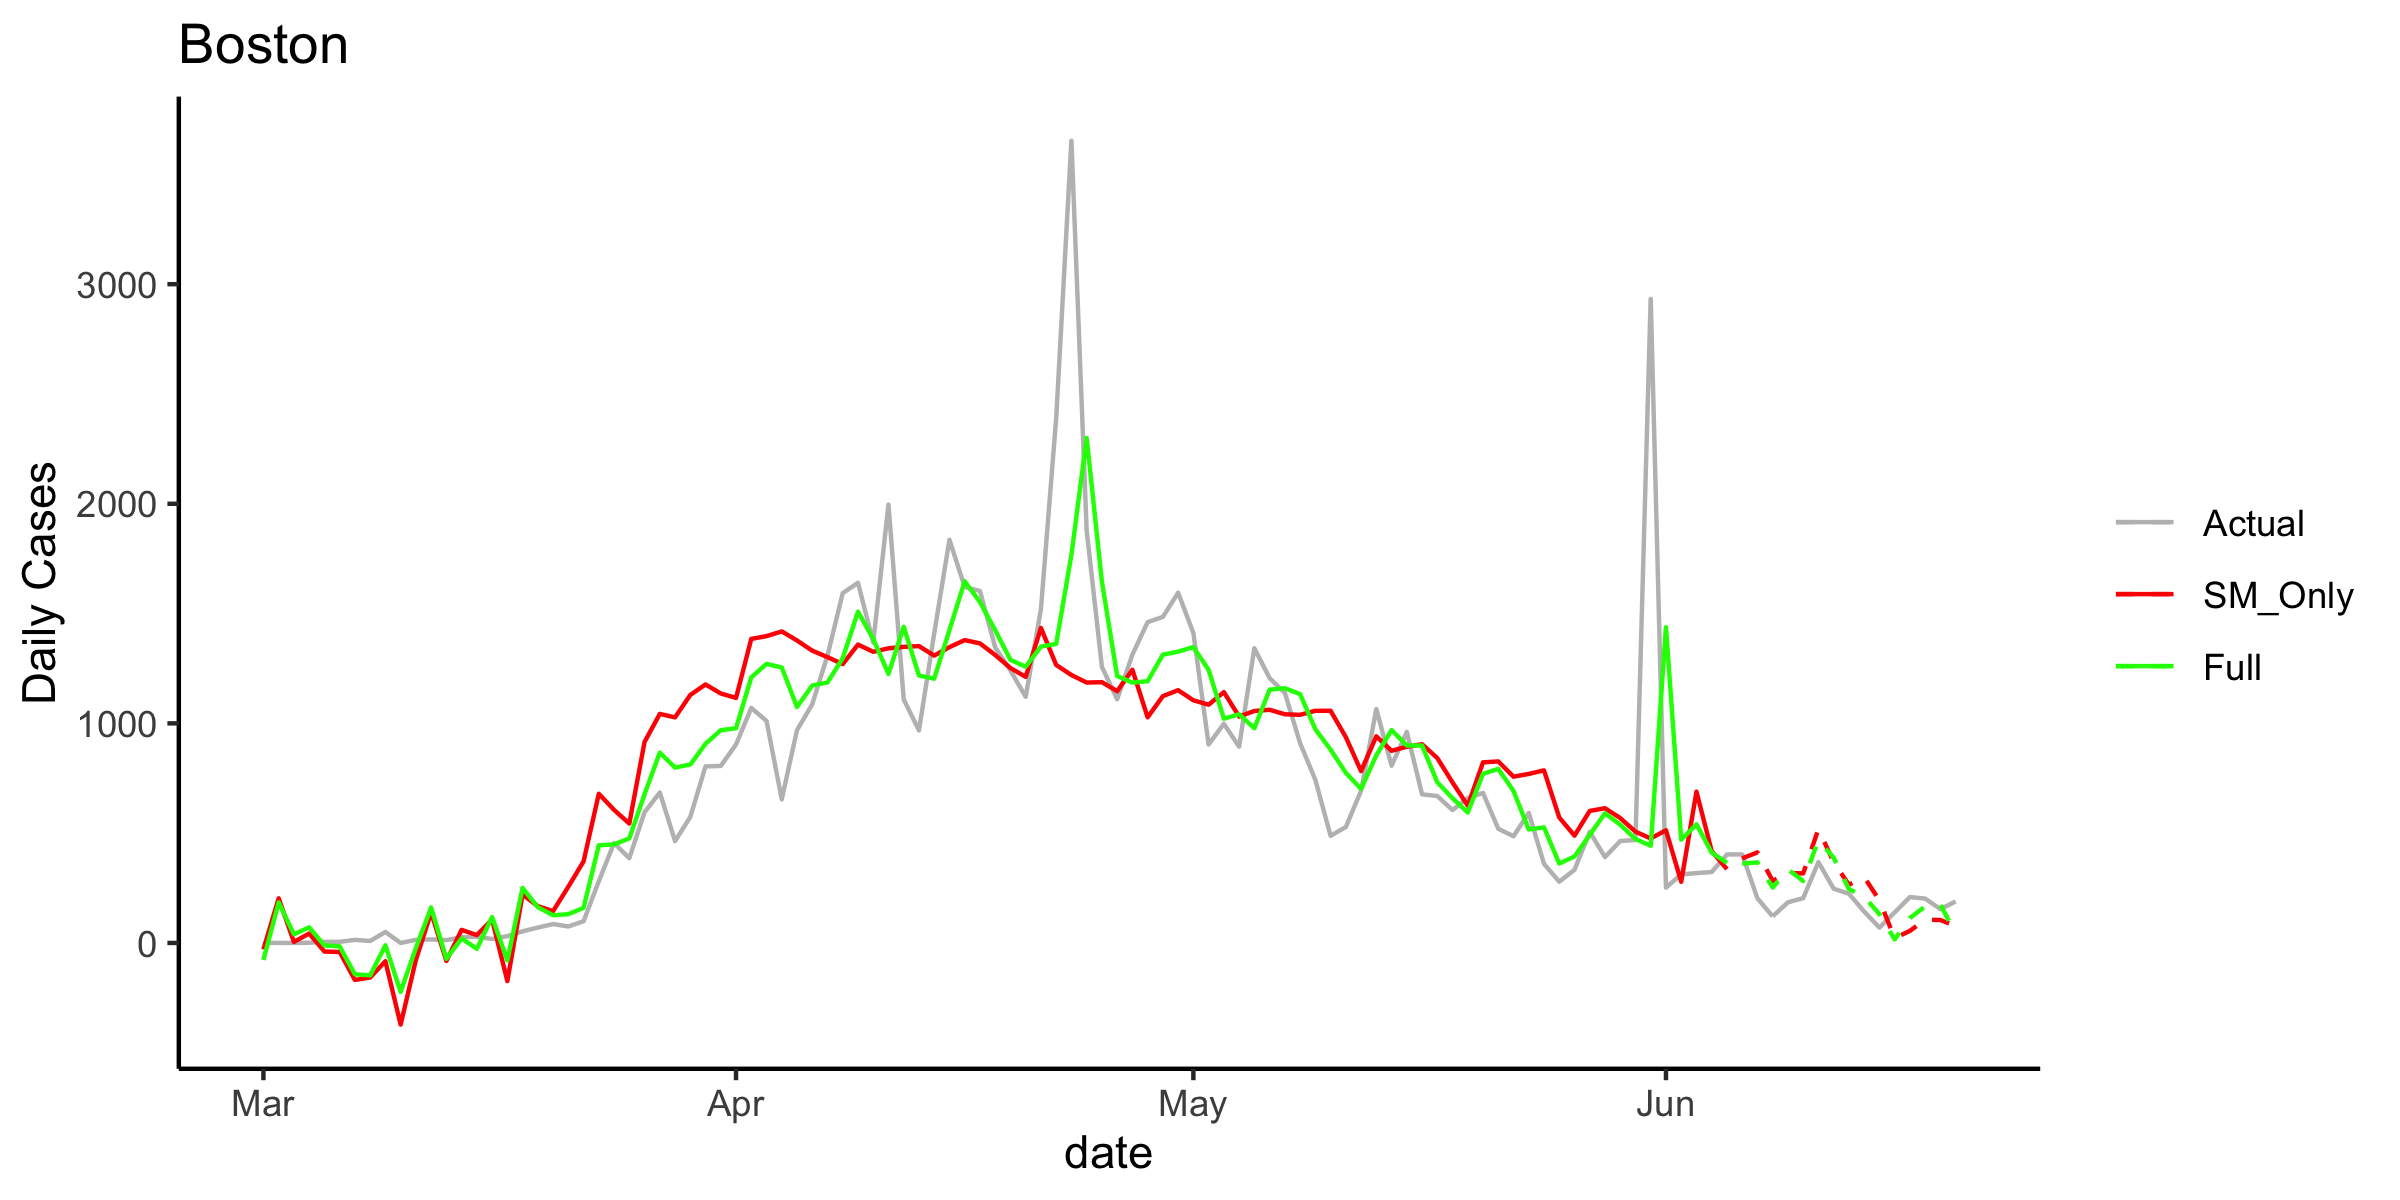 Boston
Daily Cases
3000
2000
1000
0
Mar
Apr
May
Jun
date
Actual
SM_Only
Full